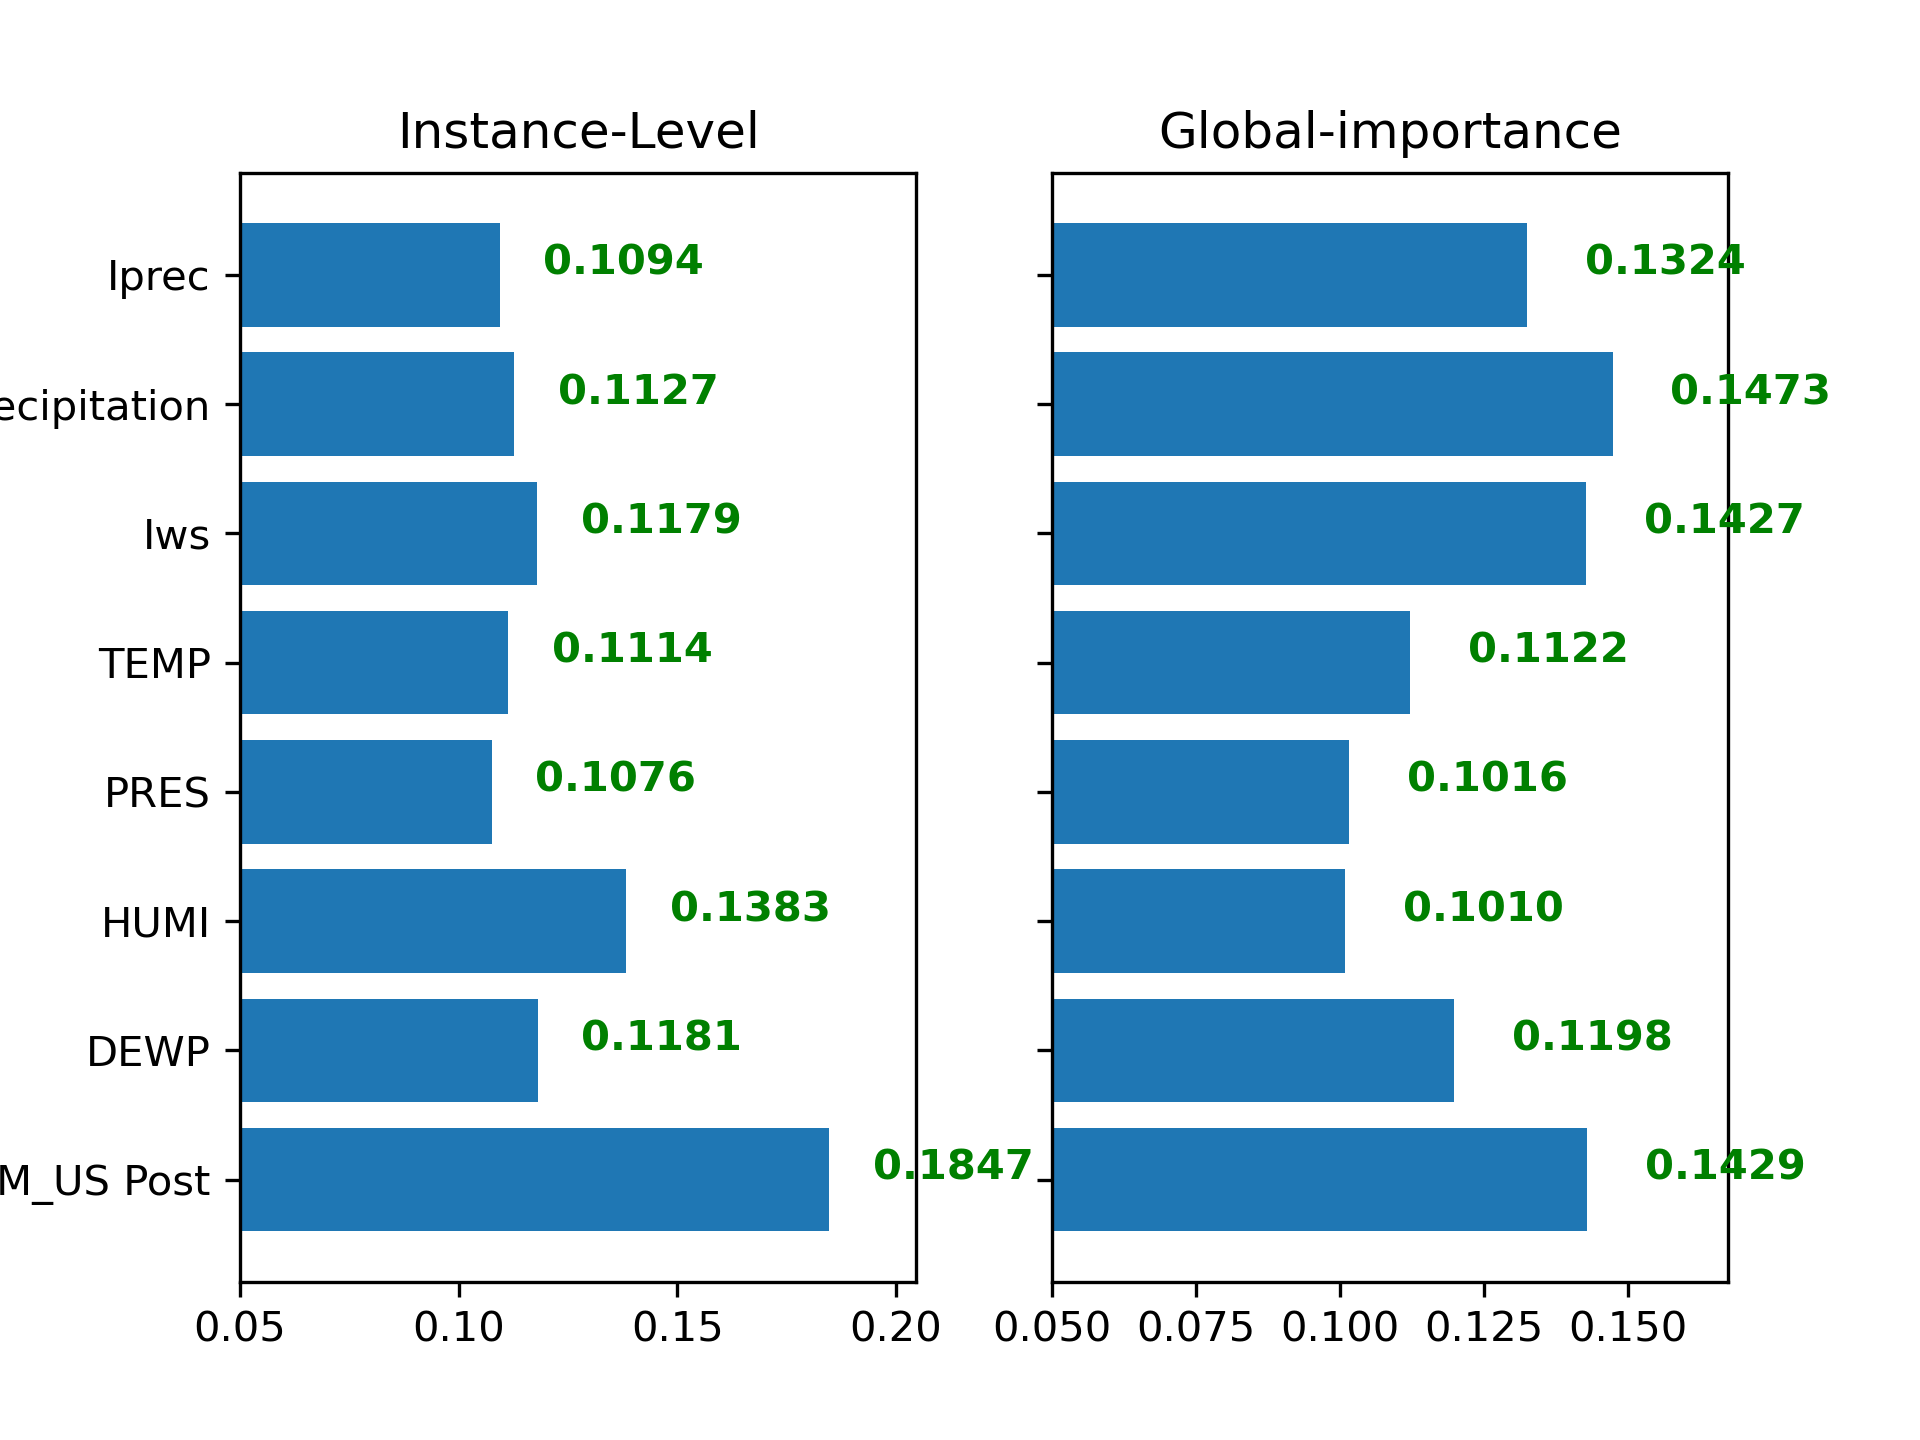 Instance-Level Global-importance
Iprec 0.1094 0.1324
ecipitation 0.1127 0.1473
Iws 0.1179 0.1427
TEMP 0.1114 0.1122
PRES 0.1076 0.1016
HUMI 0.1383 0.1010
DEWP 0.1181 0.1198
M_US Post 0.1847 0.1429
0.05 0.10 0.15 0.20 0.050 0.075 0.100 0.125 0.150